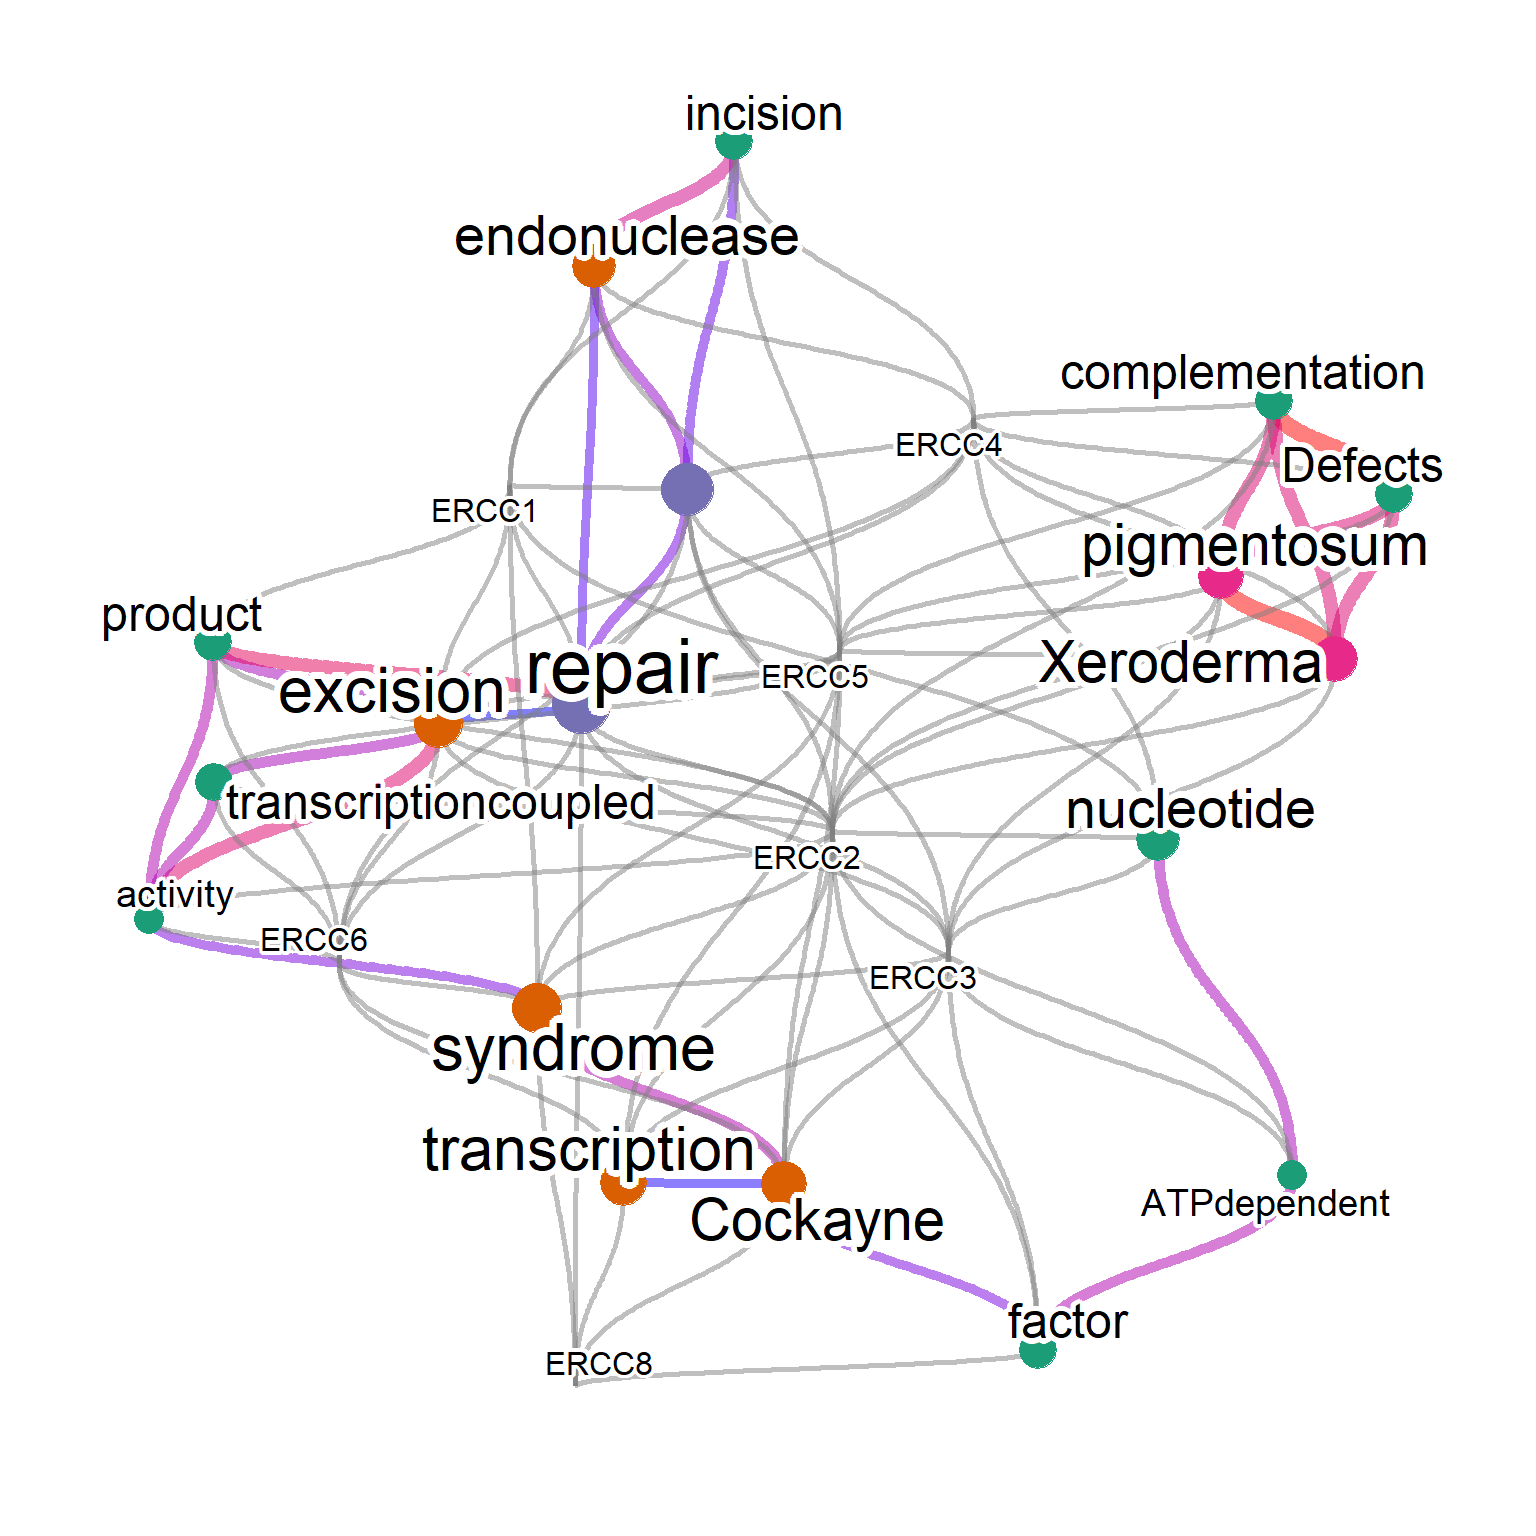 incision
endonuclease
complementation
ERCC4
Defects
ERCC1
pigmentosum
product
repair
Xeroderma
ERCC5
excision
transcriptioncoupled
nucleotide
ERCC2
activity
ERCC6
ERCC3
syndrome
transcription
ATPdependent
Cockayne
factor
ERCC8